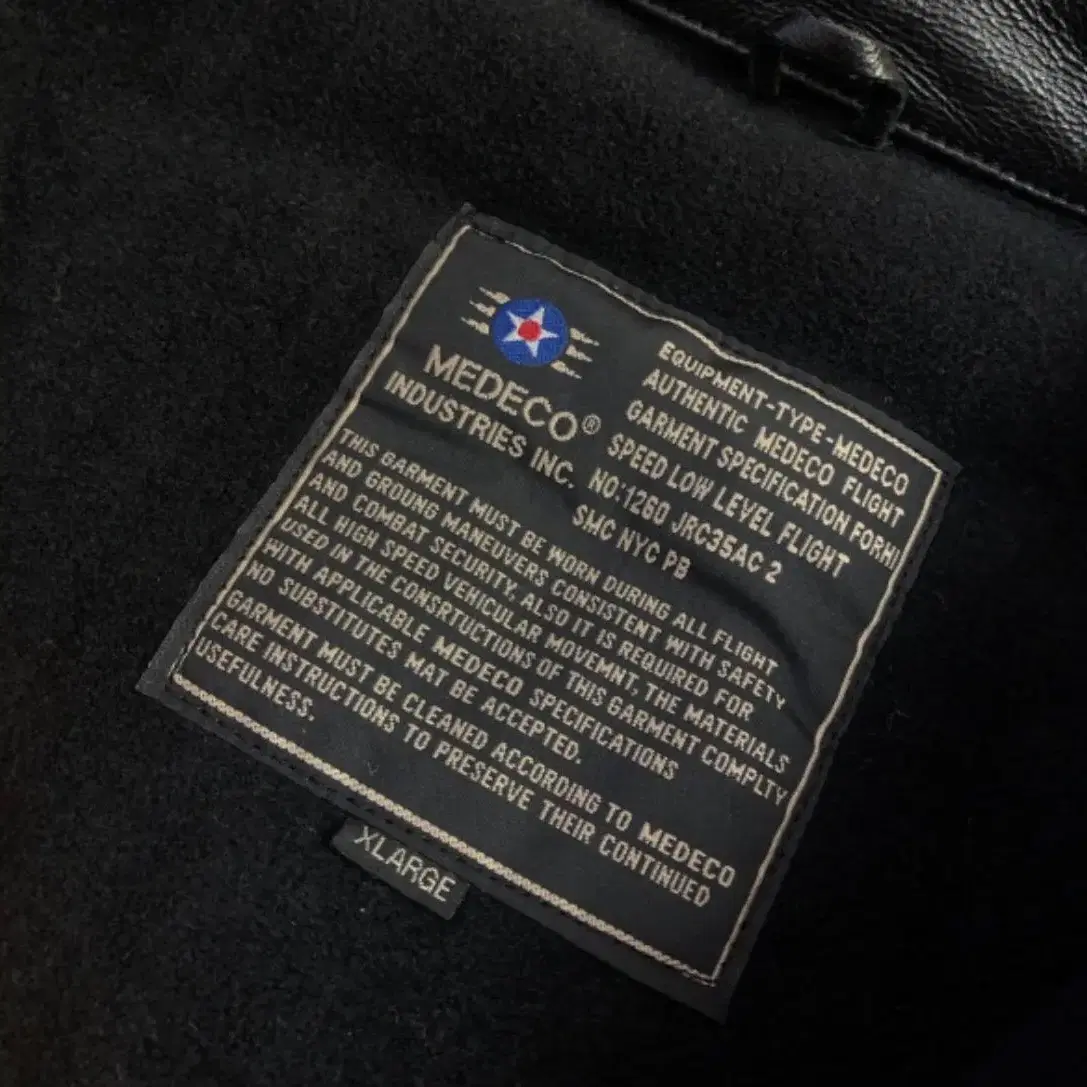 MEDECO®
INDUSTRIES INC.
EQUIPMENT-TYPE-MEDECO
AUTHENTIC MEDECO FLIGHT
GARMENT SPECIFICATION FORHI
SPEED LOW LEVEL FLIGHT
NO:1260 JRC35AC 2
SMC NYC PB
THIS GARMENT MUST BE WORN DURING ALL FLIGHT
AND GROUNG MANEUVERS CONSISTENT WITH SAFETY
AND COMBAT SECURITY. ALSO IT IS REQUIRED FOR
ALL HIGH SPEED VEHICULAR MOVEMNT, THE MATERIALS
USED IN THE CONSRTUCTIONS OF THIS GARMENT COMPLTY
WITH APPLICABLE MEDECO SPECIFICATIONS
NO SUBSTITUTES MAT BE ACCEPTED.
GARMENT MUST BE CLEANED ACCORDING TO MEDECO
CARE INSTRUCTIONS TO PRESERVE THEIR CONTINUED
USEFULNESS.
XLARGE